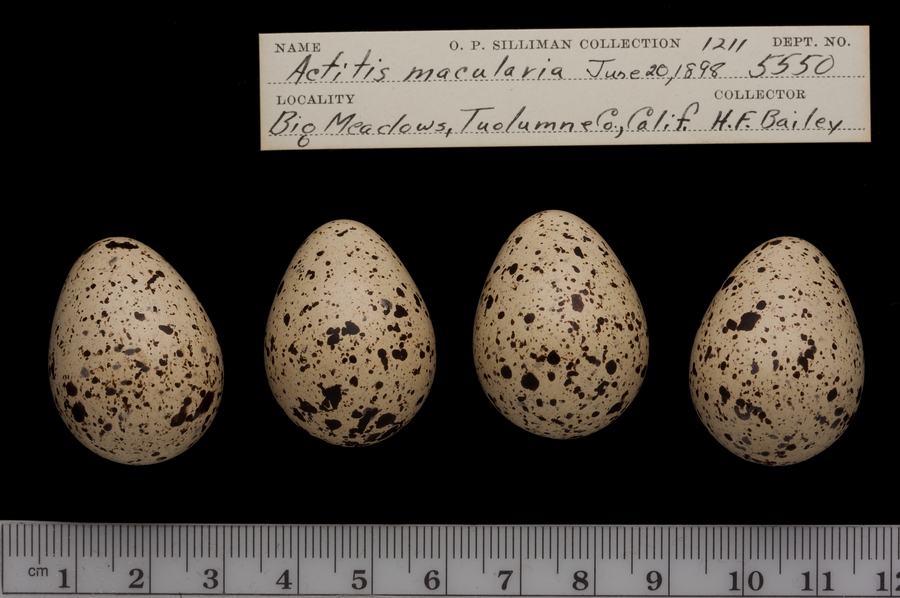 NAME O. P. SILLIMAN COLLECTION 1211 DEPT. NO.
Actitis macularia June 20, 1898 5550
LOCALITY COLLECTOR
Big Meadows, Tuolumne Co., Calif. H.F. Bailey
cm 1 2 3 4 5 6 7 8 9 10 11 12